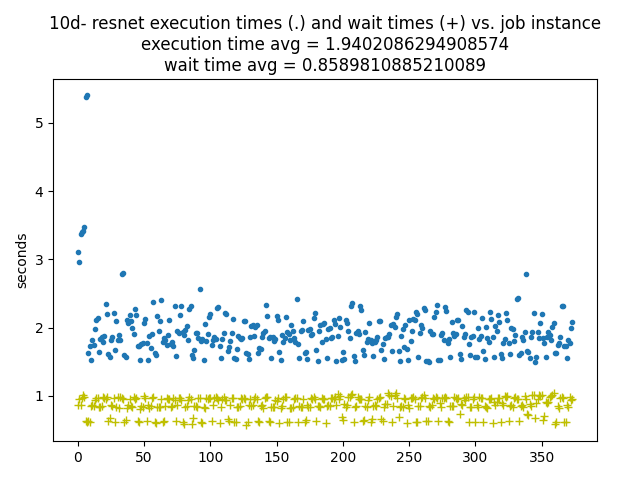 10d- resnet execution times (.) and wait times (+) vs. job instance
execution time avg = 1.9402086294908574
wait time avg = 0.8589810885210089
seconds
5
4
3
2
1
0 50 100 150 200 250 300 350